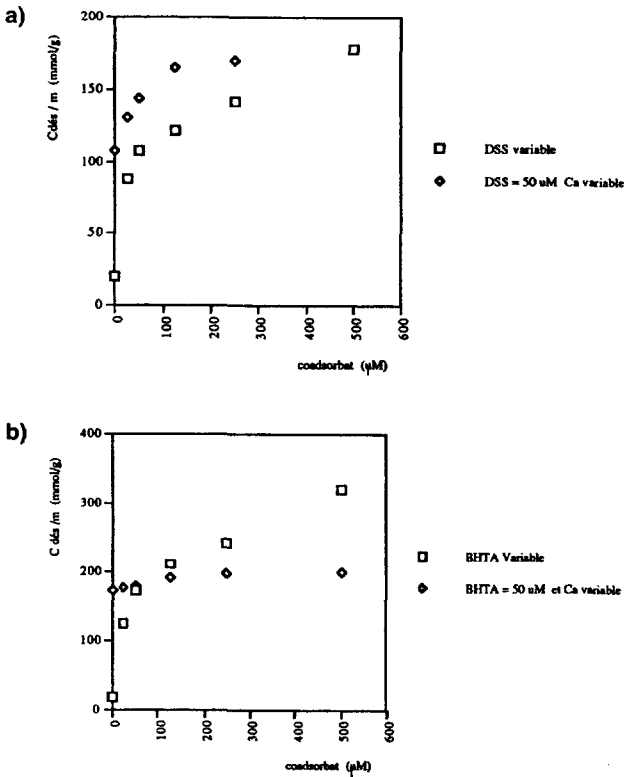 a)
Cdés / m (mmol/g)
200
150
100
50
0
0
100
200
300
400
500
600
coadsorbat (µM)
DSS variable
DSS = 50 uM Ca variable
b)
C dés /m (mmol/g)
400
300
200
100
0
0
100
200
300
400
500
600
coadsorbat (µM)
BHTA Variable
BHTA = 50 uM et Ca variable